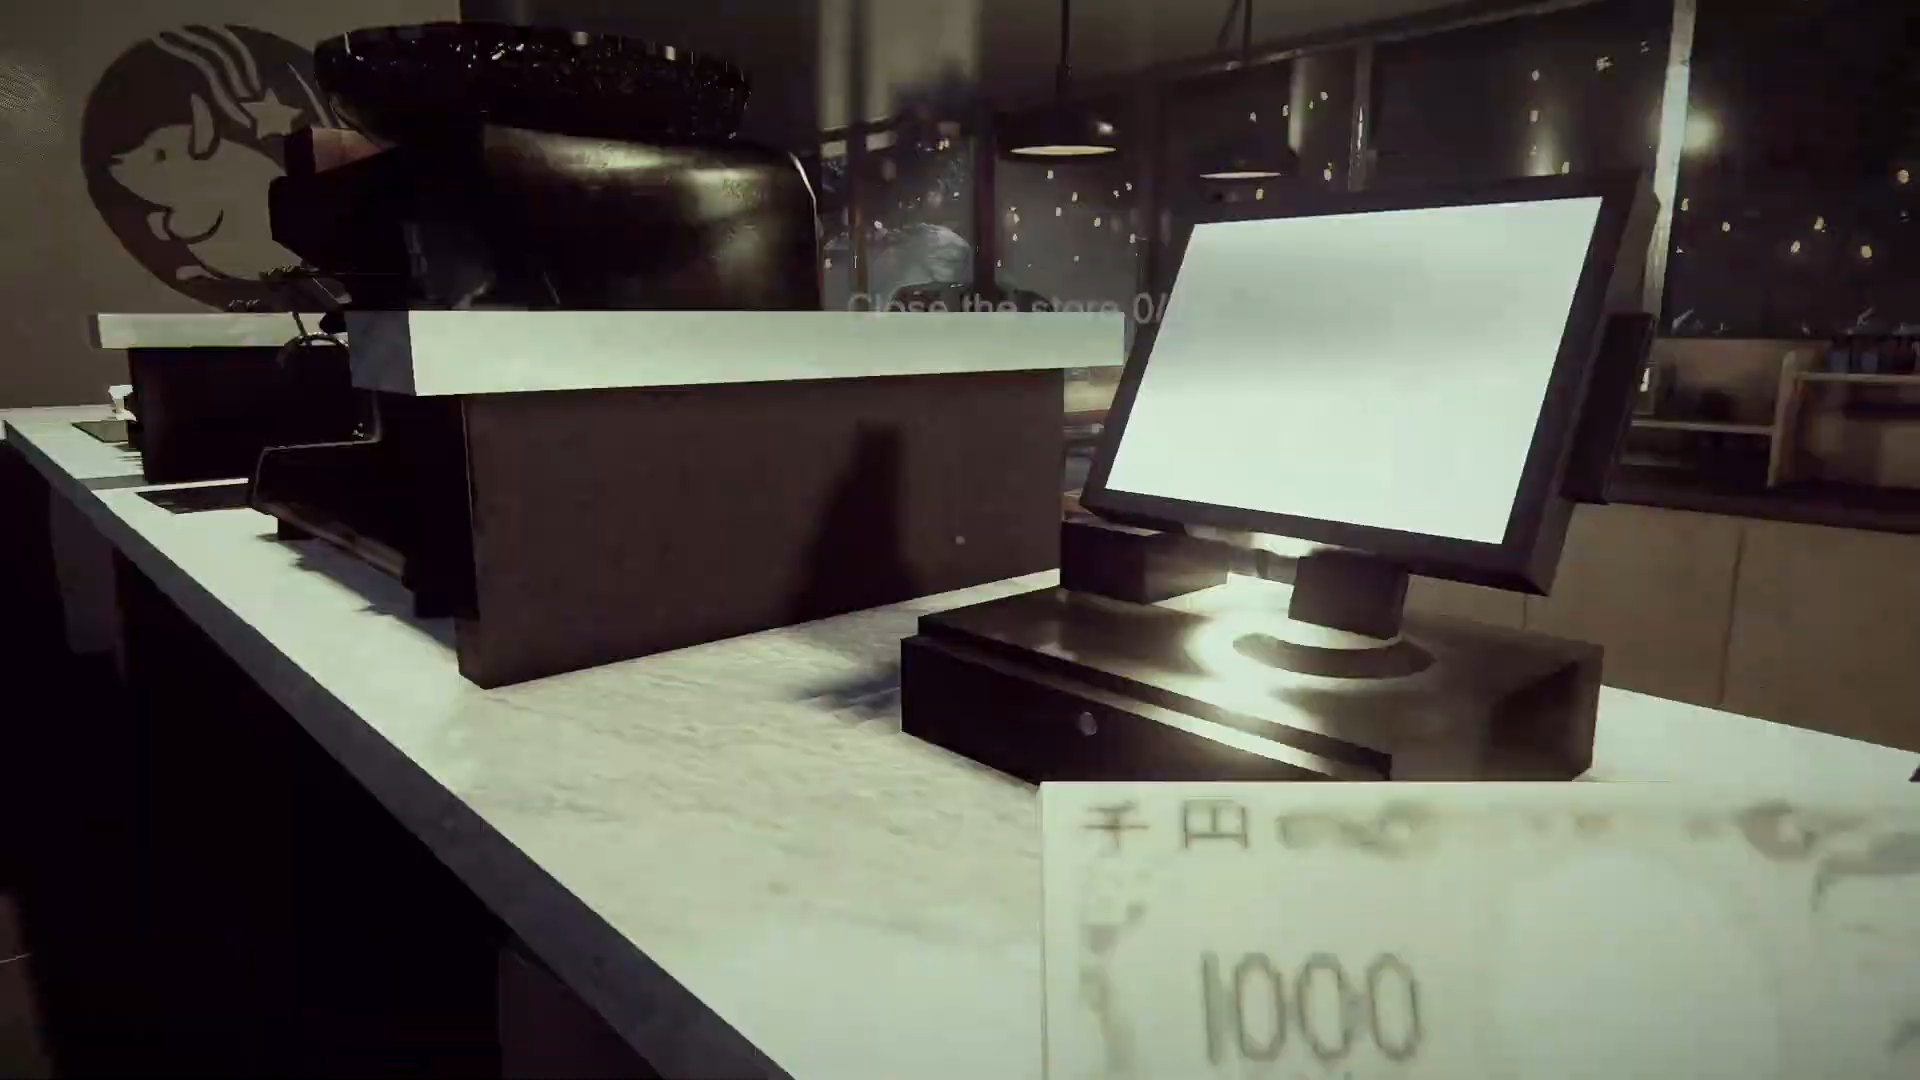 Close the store 0/
千円
1000